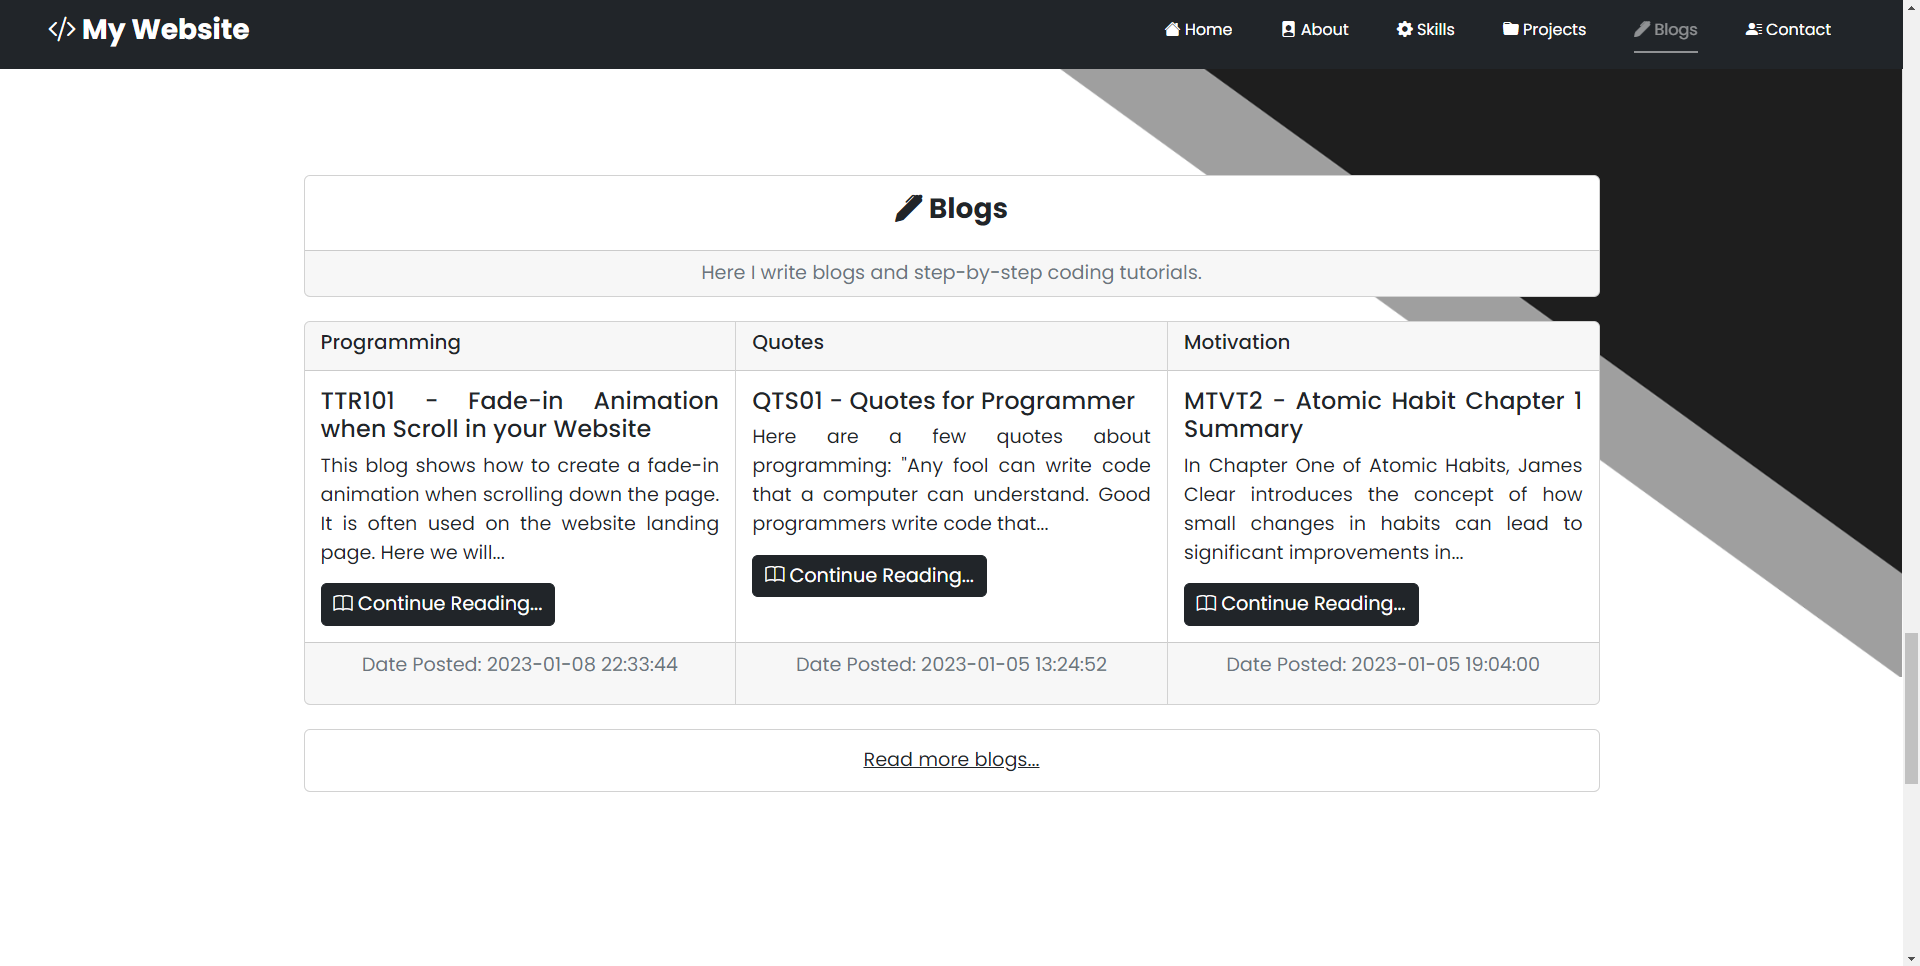 </> My Website
Home About Skills Projects Blogs Contact
Blogs
Here I write blogs and step-by-step coding tutorials.
Programming
TTR101 - Fade-in Animation
when Scroll in your Website
This blog shows how to create a fade-in
animation when scrolling down the page.
It is often used on the website landing
page. Here we will...
Continue Reading...
Date Posted: 2023-01-08 22:33:44
Quotes
QTS01 - Quotes for Programmer
Here are a few quotes about
programming: "Any fool can write code
that a computer can understand. Good
programmers write code that...
Continue Reading...
Date Posted: 2023-01-05 13:24:52
Motivation
MTVT2 - Atomic Habit Chapter 1
Summary
In Chapter One of Atomic Habits, James
Clear introduces the concept of how
small changes in habits can lead to
significant improvements in...
Continue Reading...
Date Posted: 2023-01-05 19:04:00
Read more blogs...